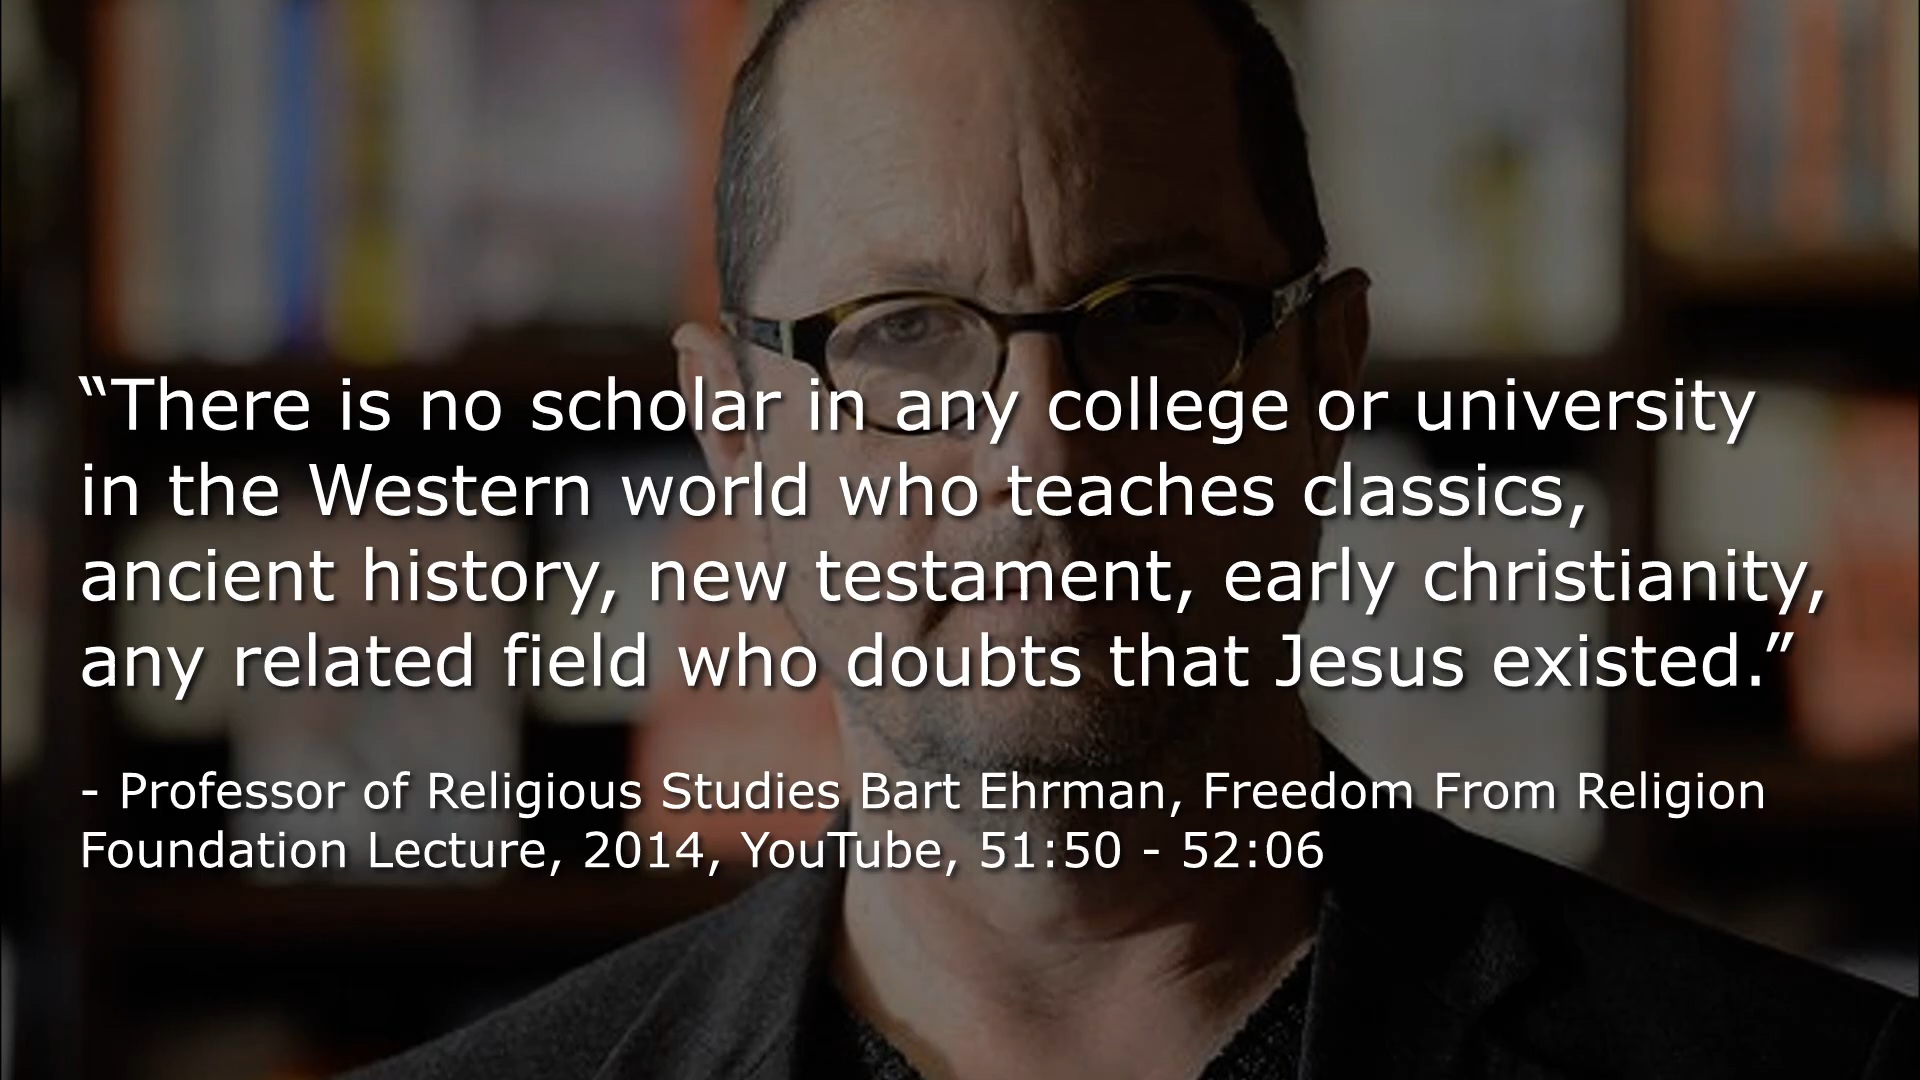 “There is no scholar in any college or university
in the Western world who teaches classics,
ancient history, new testament, early christianity,
any related field who doubts that Jesus existed.”
- Professor of Religious Studies Bart Ehrman, Freedom From Religion
Foundation Lecture, 2014, YouTube, 51:50 - 52:06